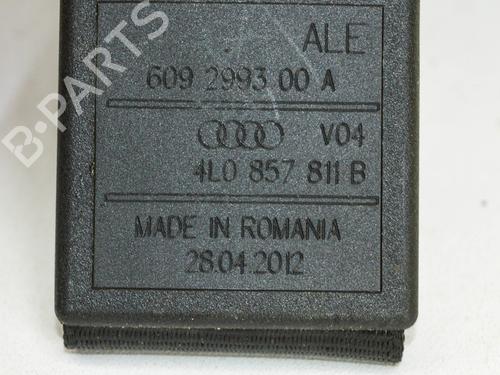 ALE
609 2993 00 A
V04
4L0 857 811 B
MADE IN ROMANIA
28.04.2012
B-PARTS